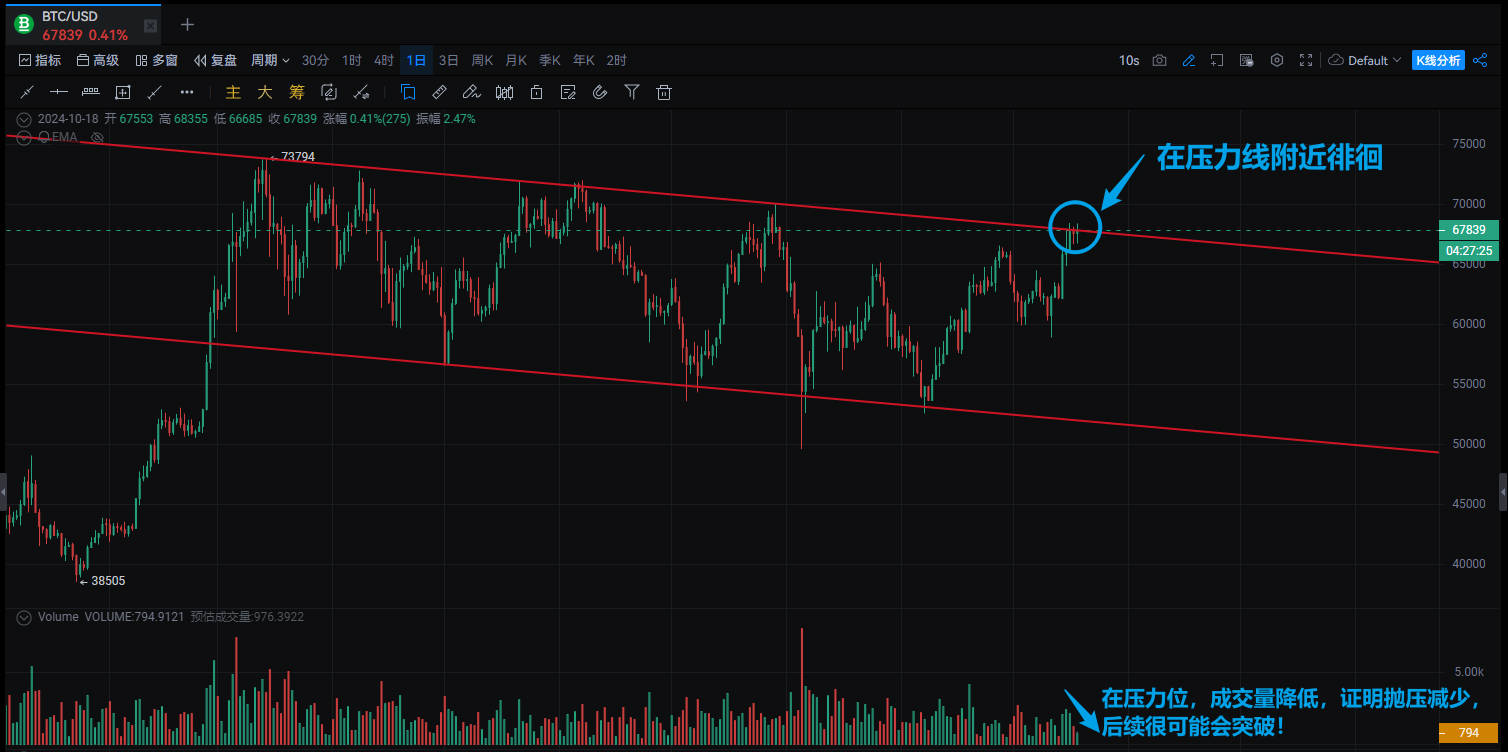 BTC/USD
67839 0.41%
指标 高级 多窗 复盘 周期 30分 1时 4时 1日 3日 周K 月K 季K 年K 2时 10s Default K线分析
主 大 筹
2024-10-18 开 67553 高 68355 低 66685 收 67839 涨幅 0.41%(275) 振幅 2.47%
EMA
75000
←73794
在压力线附近徘徊
70000
67839
04:27:25
65000
60000
55000
50000
45000
40000
←38505
Volume VOLUME:794.9121 预估成交量:976.3922
5.00k
在压力位，成交量降低，证明抛压减少，
后续很可能会突破！
794